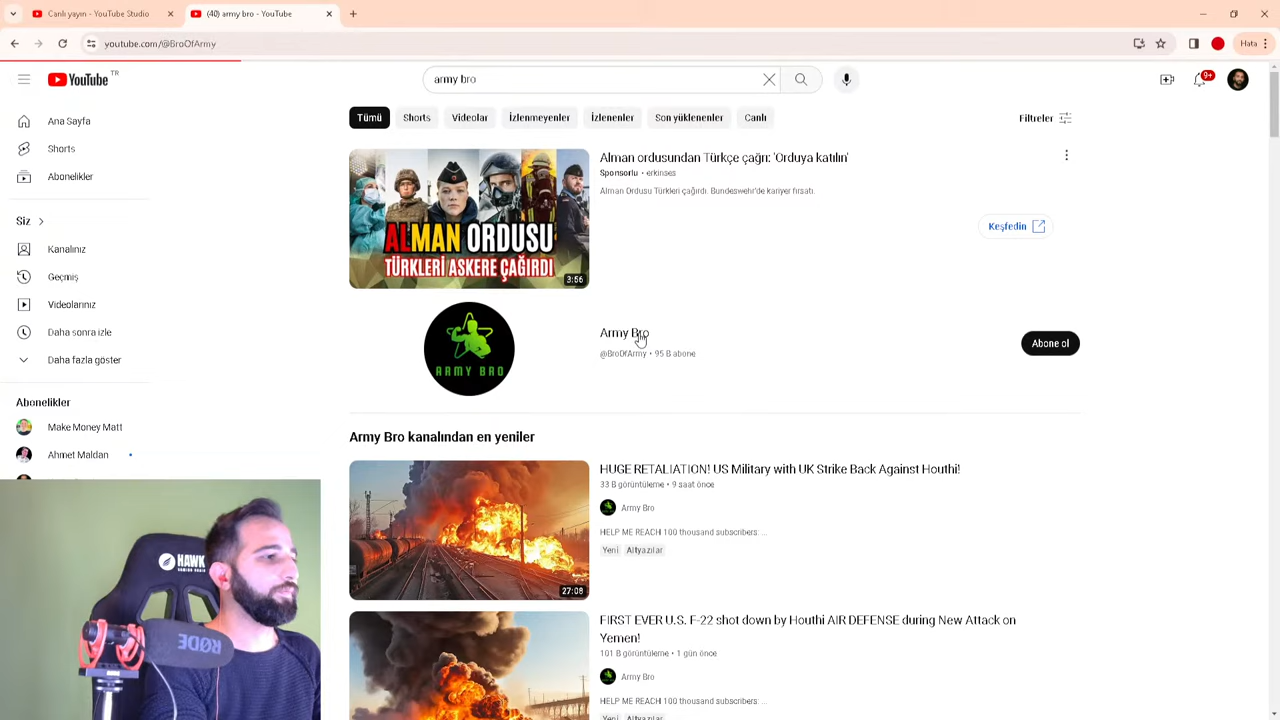 Canlı yayın - YouTube Studio
(40) army bro - YouTube
youtube.com/@BroOfArmy
Hata
YouTube TR
army bro
9+
Ana Sayfa
Shorts
Abonelikler
Siz
Kanalınız
Geçmiş
Videolarınız
Daha sonra izle
Daha fazla göster
Abonelikler
Make Money Matt
Ahmet Maldan
Tümü
Shorts
Videolar
İzlenmeyenler
İzlenenler
Son yüklenenler
Canlı
Filtreler
ALMAN ORDUSU
TÜRKLERİ ASKERE ÇAĞIRDI
3:56
Alman ordusundan Türkçe çağrı: 'Orduya katılın'
Sponsorlu • erkinses
Alman Ordusu Türkleri çağırdı. Bundeswehr'de kariyer fırsatı.
Keşfedin
ARMY BRO
Army Bro
@BroOfArmy • 95 B abone
Abone ol
Army Bro kanalından en yeniler
27:08
HUGE RETALIATION! US Military with UK Strike Back Against Houthi!
33 B görüntüleme • 9 saat önce
Army Bro
HELP ME REACH 100 thousand subscribers: ...
Yeni
Altyazılar
FIRST EVER U.S. F-22 shot down by Houthi AIR DEFENSE during New Attack on
Yemen!
101 B görüntüleme • 1 gün önce
Army Bro
HELP ME REACH 100 thousand subscribers: ...
Yeni
Altyazılar
HAWK
RØDE